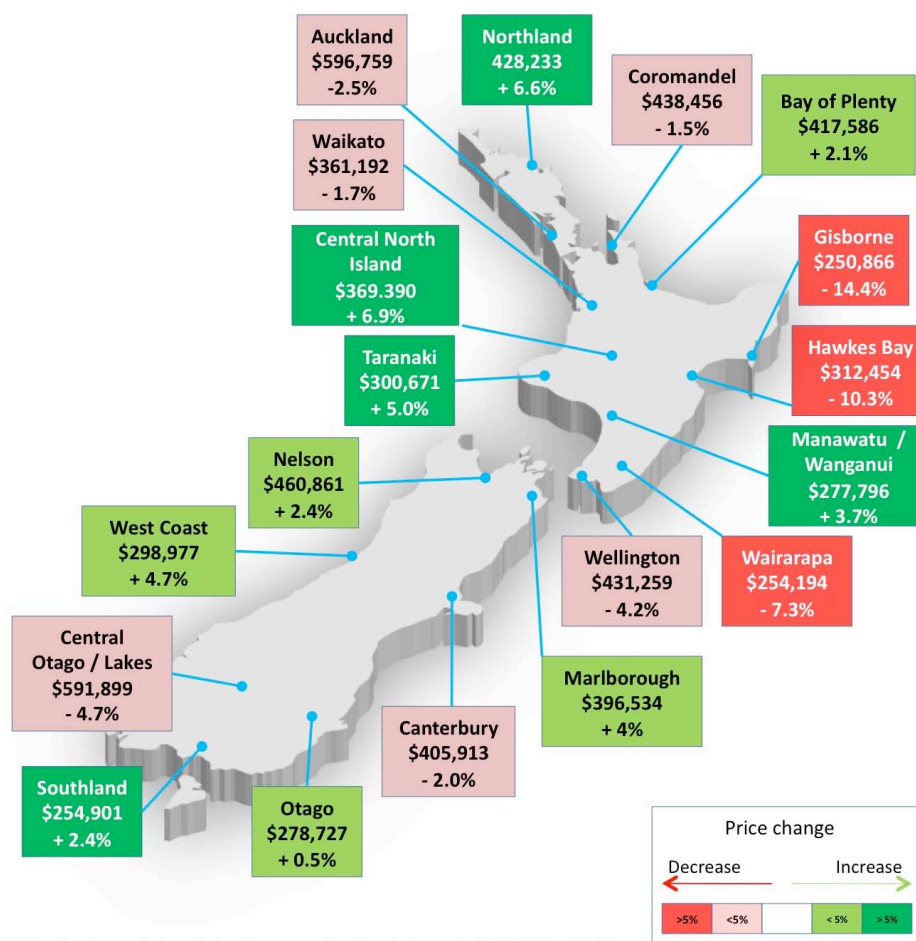 Auckland
$596,759
-2.5%
Northland
428,233
+ 6.6%
Coromandel
$438,456
- 1.5%
Bay of Plenty
$417,586
+ 2.1%
Waikato
$361,192
- 1.7%
Central North
Island
$369.390
+ 6.9%
Gisborne
$250,866
- 14.4%
Taranaki
$300,671
+ 5.0%
Hawkes Bay
$312,454
- 10.3%
Manawatu /
Wanganui
$277,796
+ 3.7%
Nelson
$460,861
+ 2.4%
West Coast
$298,977
+ 4.7%
Wellington
$431,259
- 4.2%
Wairarapa
$254,194
- 7.3%
Central
Otago / Lakes
$591,899
- 4.7%
Marlborough
$396,534
+ 4%
Canterbury
$405,913
- 2.0%
Southland
$254,901
+ 2.4%
Otago
$278,727
+ 0.5%
Price change
Decrease Increase
>5% <5% < 5% > 5%